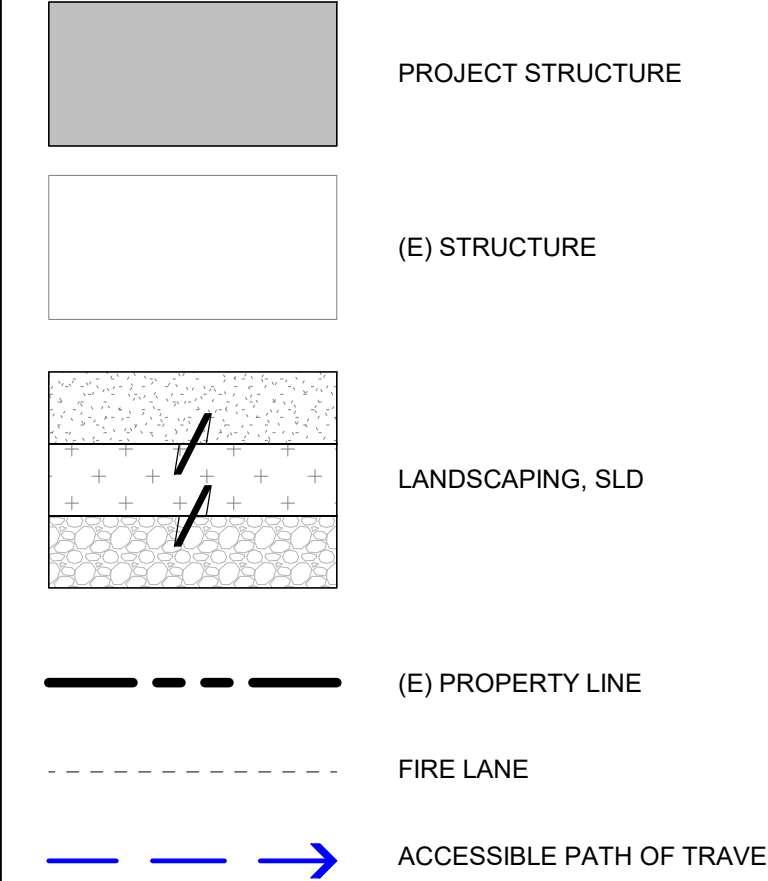 PROJECT STRUCTURE
(E) STRUCTURE
LANDSCAPING, SLD
(E) PROPERTY LINE
FIRE LANE
ACCESSIBLE PATH OF TRAVE